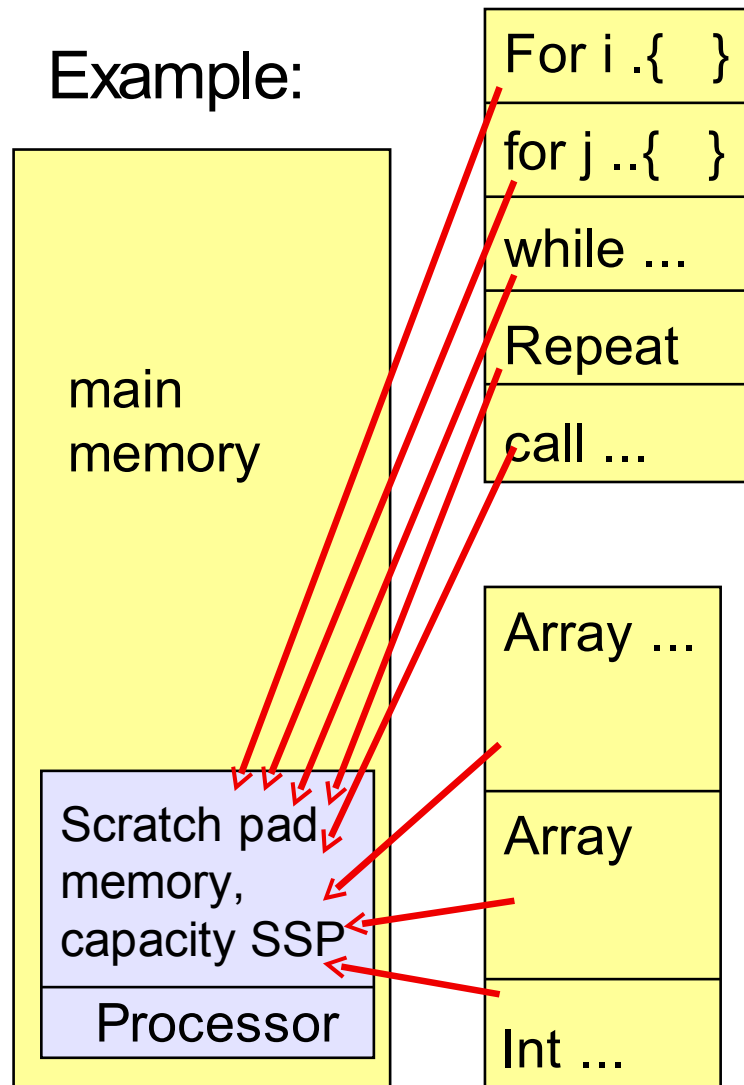 Example:
main
memory
Scratch pad
memory,
capacity SSP
Processor
For i .{ }
for j ..{ }
while ...
Repeat
call ...
Array ...
Array
Int ...